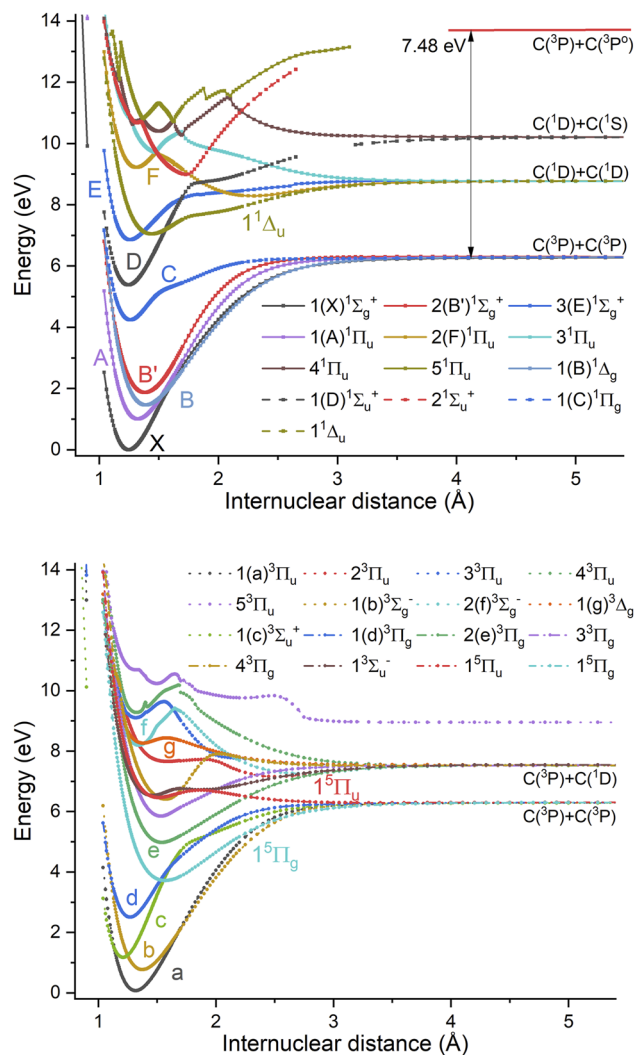 14
12
10
8
6
4
2
0
Energy (eV)
7.48 eV
C(³P)+C(³Pᵒ)
C(¹D)+C(¹S)
C(¹D)+C(¹D)
C(³P)+C(³P)
E
F
D
C
1¹Δᵤ
A
B'
B
X
1(X)¹Σg⁺ 2(B')¹Σg⁺ 3(E)¹Σg⁺
1(A)¹Πᵤ 2(F)¹Πᵤ 3¹Πᵤ
4¹Πᵤ 5¹Πᵤ 1(B)¹Δg
1(D)¹Σᵤ⁺ 2¹Σᵤ⁺ 1(C)¹Πg
1¹Δᵤ
1 2 3 4 5
Internuclear distance (Å)
14
12
10
8
6
4
2
0
Energy (eV)
1(a)³Πᵤ 2³Πᵤ 3³Πᵤ 4³Πᵤ
5³Πᵤ 1(b)³Σg⁻ 2(f)³Σg⁻ 1(g)³Δg
1(c)³Σᵤ⁺ 1(d)³Πg 2(e)³Πg 3³Πg
4³Πg 1³Σᵤ⁻ 1⁵Πᵤ 1⁵Πg
f
g
1⁵Πᵤ
C(³P)+C(¹D)
C(³P)+C(³P)
e
1⁵Πg
d
c
b
a
1 2 3 4 5
Internuclear distance (Å)